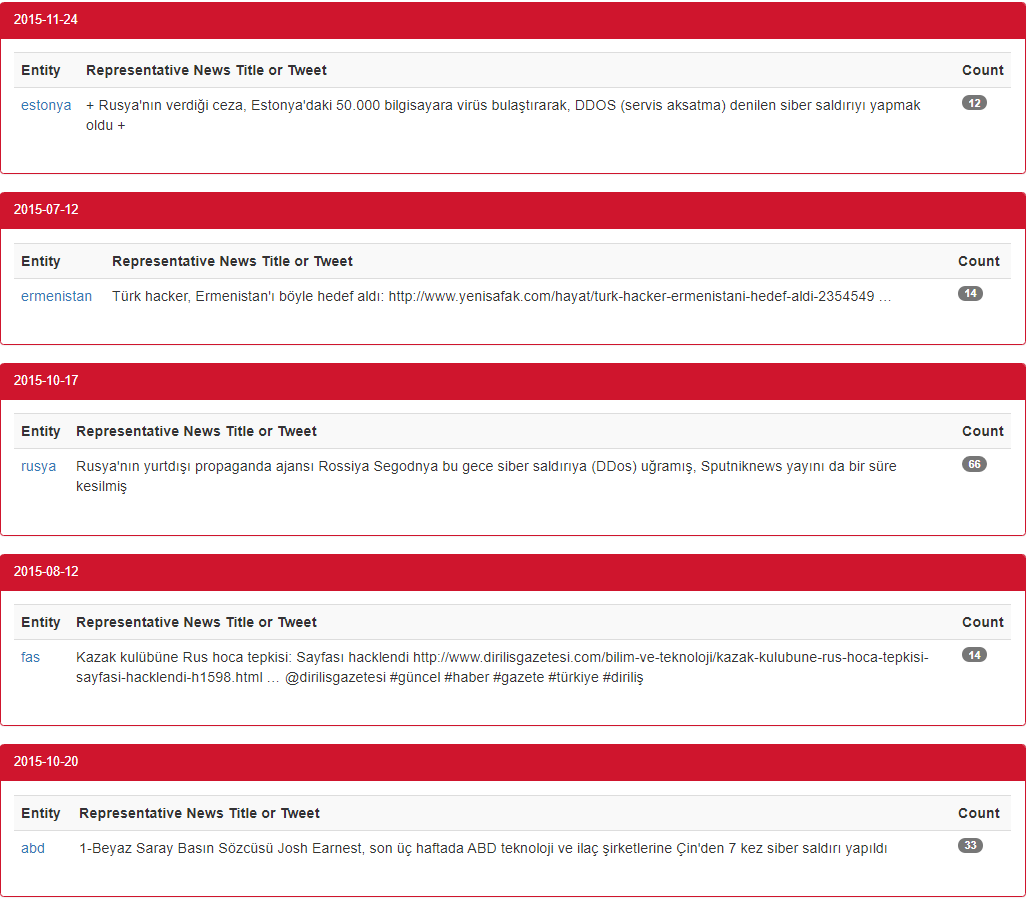 2015-11-24
Entity Representative News Title or Tweet Count
estonya + Rusya'nın verdiği ceza, Estonya'daki 50.000 bilgisayara virüs bulaştırarak, DDOS (servis aksatma) denilen siber saldırıyı yapmak 12
oldu +
2015-07-12
Entity Representative News Title or Tweet Count
ermenistan Türk hacker, Ermenistan'ı böyle hedef aldı: http://www.yenisafak.com/hayat/turk-hacker-ermenistani-hedef-aldi-2354549 … 14
2015-10-17
Entity Representative News Title or Tweet Count
rusya Rusya'nın yurtdışı propaganda ajansı Rossiya Segodnya bu gece siber saldırıya (DDos) uğramış, Sputniknews yayını da bir süre 66
kesilmiş
2015-08-12
Entity Representative News Title or Tweet Count
fas Kazak kulübüne Rus hoca tepkisi: Sayfası hacklendi http://www.dirilisgazetesi.com/bilim-ve-teknoloji/kazak-kulubune-rus-hoca-tepkisi- 14
sayfasi-hacklendi-h1598.html … @dirilisgazetesi #güncel #haber #gazete #türkiye #diriliş
2015-10-20
Entity Representative News Title or Tweet Count
abd 1-Beyaz Saray Basın Sözcüsü Josh Earnest, son üç haftada ABD teknoloji ve ilaç şirketlerine Çin'den 7 kez siber saldırı yapıldı 33